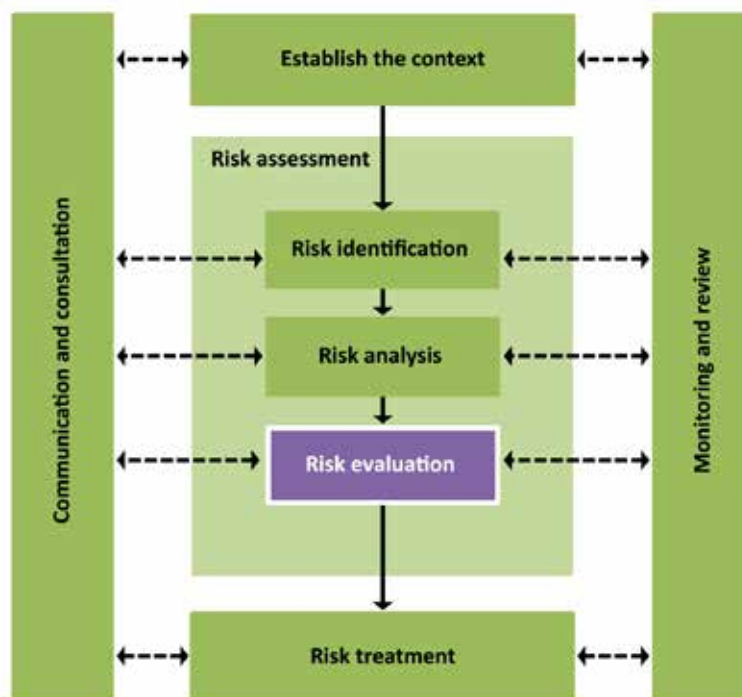 Establish the context
Risk assessment
Risk identification
Risk analysis
Risk evaluation
Risk treatment
Communication and consultation
Monitoring and review